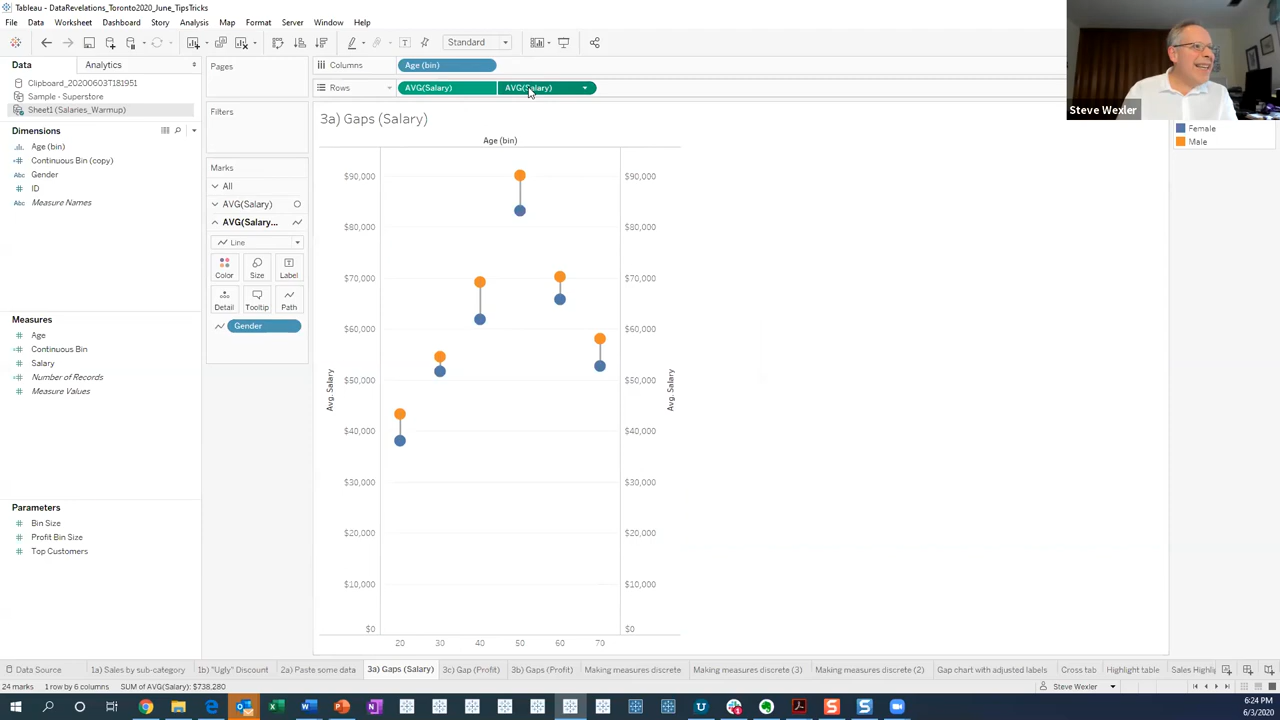 Tableau - DataRevelations_Toronto2020_June_TipsTricks
File Data Worksheet Dashboard Story Analysis Map Format Server Window Help
Standard
Data Analytics
Clipboard_20200603T181951
Sample - Superstore
Sheet1 (Salaries_Warmup)
Dimensions
Age (bin)
Continuous Bin (copy)
Abc Gender
ID
Abc Measure Names
Measures
Age
Continuous Bin
Salary
Number of Records
Measure Values
Parameters
Bin Size
Profit Bin Size
Top Customers
Pages
Filters
Marks
All
AVG(Salary)
AVG(Salary...
Line
Color Size Label
Detail Tooltip Path
Gender
Columns Age (bin)
Rows AVG(Salary) AVG(Salary)
3a) Gaps (Salary)
Age (bin)
$90,000 $90,000
$80,000 $80,000
$70,000 $70,000
$60,000 $60,000
$50,000 $50,000
$40,000 $40,000
$30,000 $30,000
$20,000 $20,000
$10,000 $10,000
$0 $0
Avg. Salary
Avg. Salary
20 30 40 50 60 70
Steve Wexler
Female
Male
Data Source 1a) Sales by sub-category 1b) "Ugly" Discount 2a) Paste some data 3a) Gaps (Salary) 3c) Gap (Profit) 3b) Gaps (Profit) Making measures discrete Making measures discrete (3) Making measures discrete (2) Gap chart with adjusted labels Cross tab Highlight table Sales Highli
24 marks 1 row by 6 columns SUM of AVG(Salary): $738,280 Steve Wexler
6:24 PM
6/3/2020